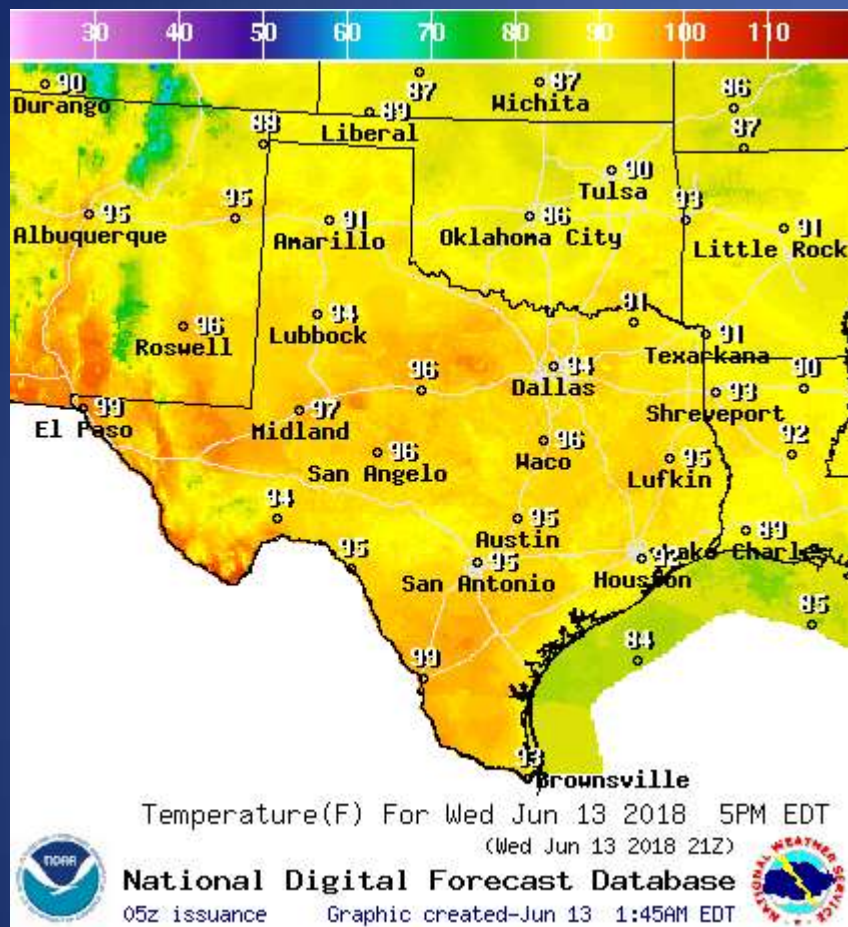 30 40 50 60 70 80 90 100 110
90
Durango
87
87
Wichita
86
89
Liberal
88
87
90
Tulsa
95
Albuquerque
95
91
Amarillo
86
Oklahoma City
93
91
Little Rock
96
Roswell
94
Lubbock
91
91
Texarkana
94
Dallas
96
93
Shreveport
90
99
El Paso
97
Midland
96
San Angelo
96
Waco
95
Lufkin
92
94
95
Austin
89
Lake Charles
95
95
San Antonio
92
Houston
99
84
85
93
Brownsville
Temperature(F) For Wed Jun 13 2018 5PM EDT
(Wed Jun 13 2018 21Z)
National Digital Forecast Database
05z issuance Graphic created-Jun 13 1:45AM EDT
NOAA
NATIONAL WEATHER SERVICE